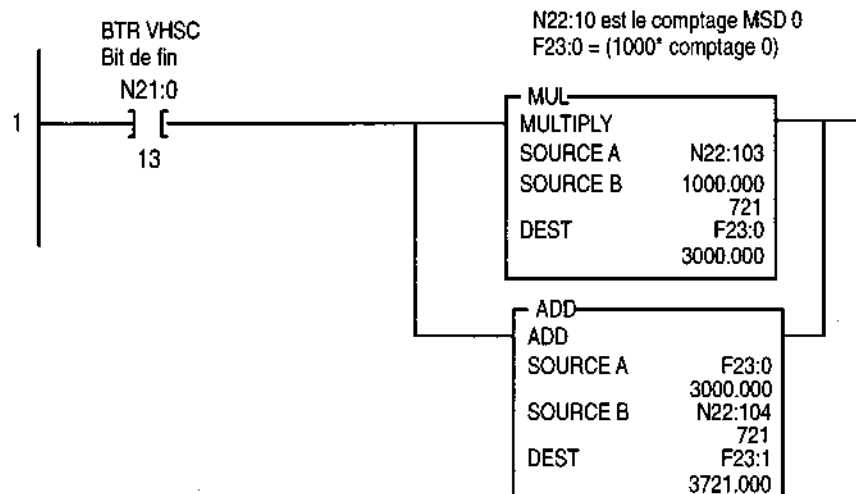 BTR VHSC
Bit de fin
N21:0
1
13
N22:10 est le comptage MSD 0
F23:0 = (1000* comptage 0)
MUL
MULTIPLY
SOURCE A N22:103
SOURCE B 1000.000
721
DEST F23:0
3000.000
ADD
ADD
SOURCE A F23:0
3000.000
SOURCE B N22:104
721
DEST F23:1
3721.000